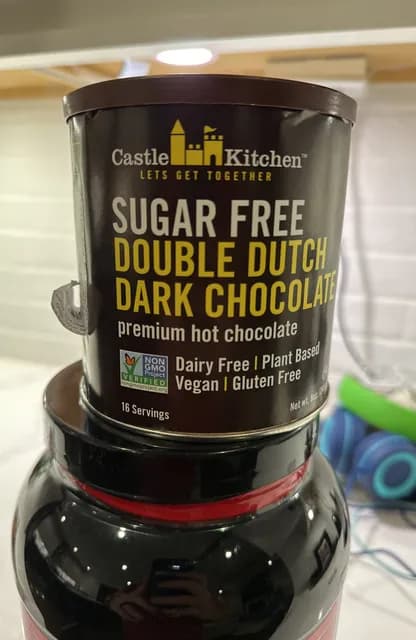 Castle Kitchen™
LETS GET TOGETHER
SUGAR FREE
DOUBLE DUTCH
DARK CHOCOLATE
premium hot chocolate
NON
GMO
Project
VERIFIED
Dairy Free | Plant Based
Vegan | Gluten Free
16 Servings
Net wt.